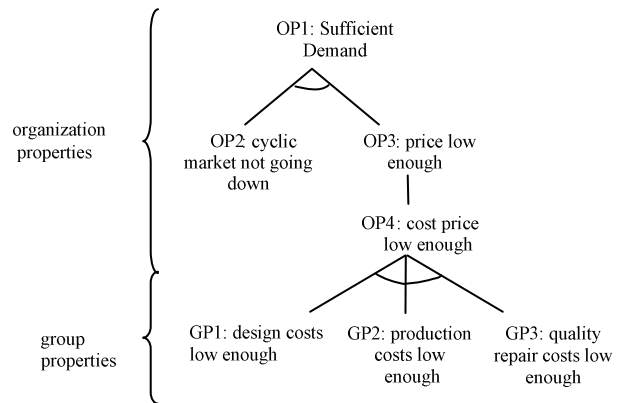 OP1: Sufficient
Demand
organization
properties
OP2: cyclic
market not going
down
OP3: price low
enough
OP4: cost price
low enough
group
properties
GP1: design costs
low enough
GP2: production
costs low
enough
GP3: quality
repair costs low
enough